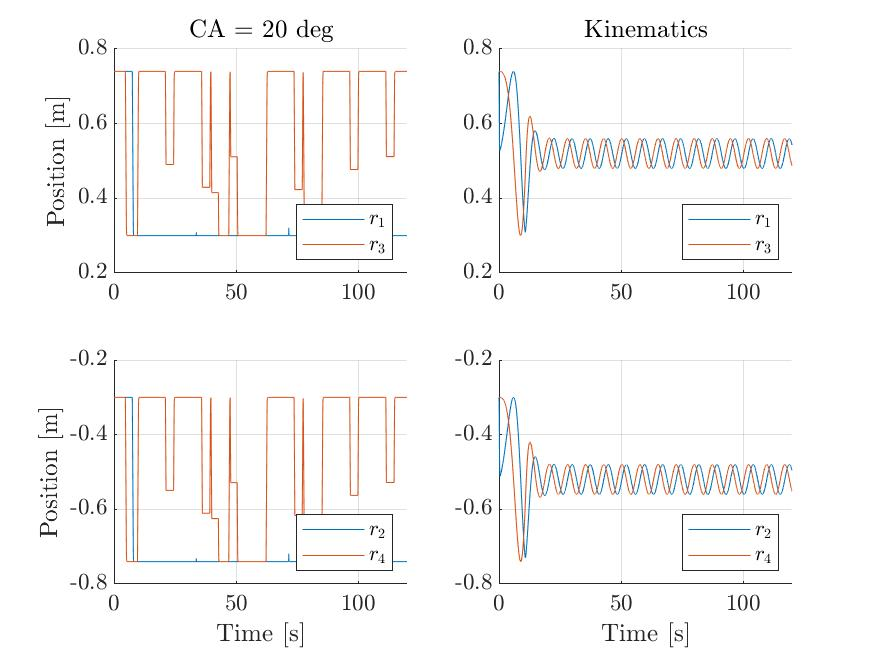 CA = 20 deg
Kinematics
0.8
0.6
0.4
0.2
Position [m]
0
50
100
r1
r3
0.8
0.6
0.4
0.2
0
50
100
r1
r3
-0.2
-0.4
-0.6
-0.8
Position [m]
0
50
100
Time [s]
r2
r4
-0.2
-0.4
-0.6
-0.8
0
50
100
Time [s]
r2
r4